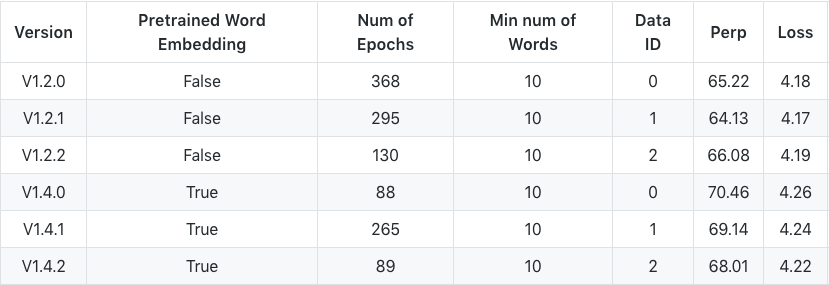 Version Pretrained Word Embedding Num of Epochs Min num of Words Data ID Perp Loss
V1.2.0 False 368 10 0 65.22 4.18
V1.2.1 False 295 10 1 64.13 4.17
V1.2.2 False 130 10 2 66.08 4.19
V1.4.0 True 88 10 0 70.46 4.26
V1.4.1 True 265 10 1 69.14 4.24
V1.4.2 True 89 10 2 68.01 4.22